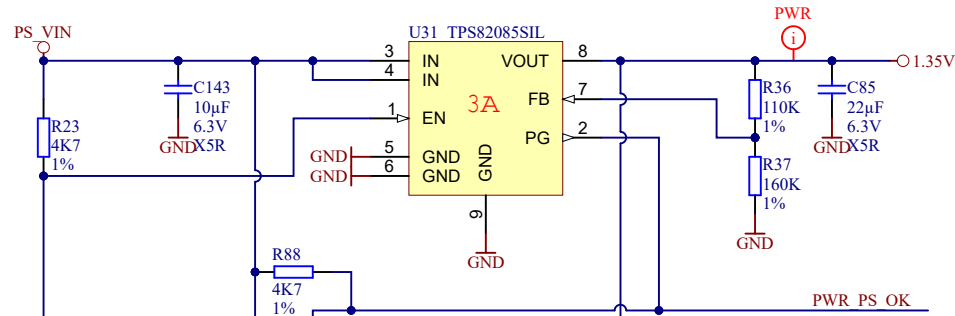 PWR
PS_VIN
U31 TPS82085SIL
3
IN
VOUT
8
1.35V
4
IN
C143
10µF
6.3V
X5R
GND
7
FB
3A
R36
110K
1%
C85
22µF
6.3V
X5R
GND
1
EN
R23
4K7
1%
2
PG
GND
5
GND
GND
6
GND
GND
R37
160K
1%
9
GND
GND
R88
4K7
1%
PWR_PS_OK
i